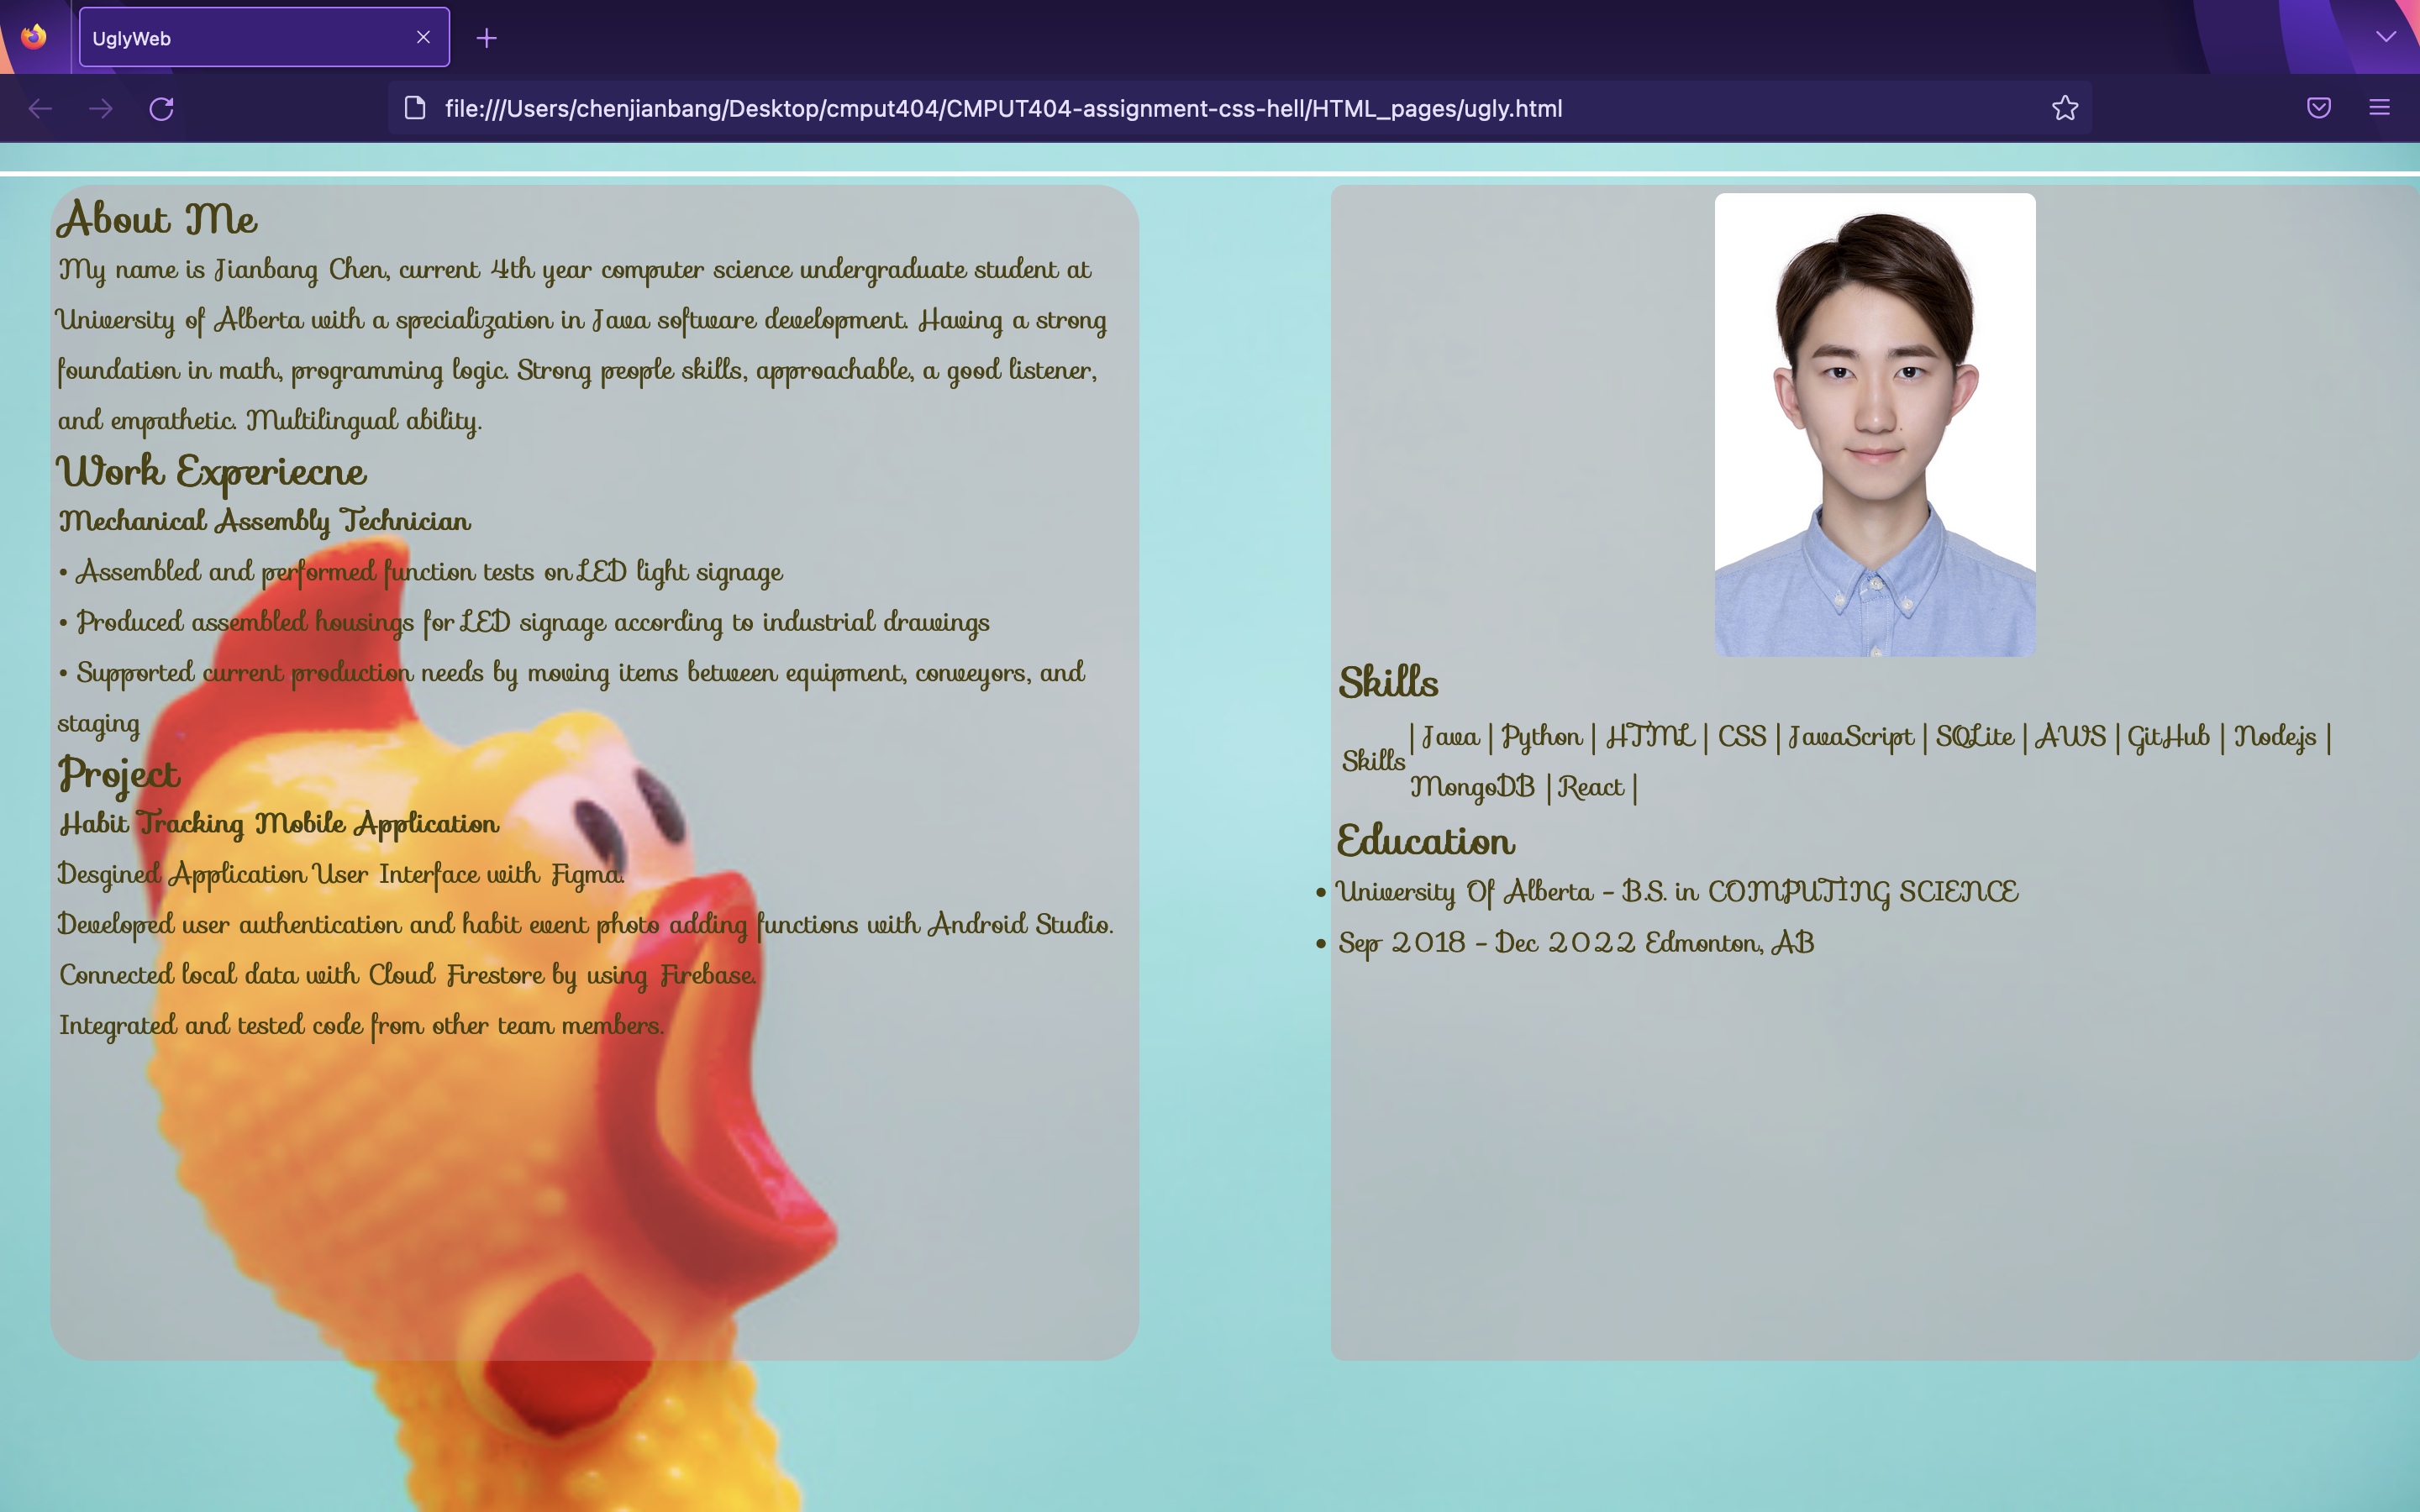 UglyWeb
file:///Users/chenjianbang/Desktop/cmput404/CMPUT404-assignment-css-hell/HTML_pages/ugly.html
About Me
My name is Jianbang Chen, current 4th year computer science undergraduate student at
University of Alberta with a specialization in Java software development. Having a strong
foundation in math, programming logic. Strong people skills, approachable, a good listener,
and empathetic. Multilingual ability.
Work Experiecne
Mechanical Assembly Technician
• Assembled and performed function tests on LED light signage
• Produced assembled housings for LED signage according to industrial drawings
• Supported current production needs by moving items between equipment, conveyors, and
staging
Project
Habit Tracking Mobile Application
Desgined Application User Interface with Figma.
Developed user authentication and habit event photo adding functions with Android Studio.
Connected local data with Cloud Firestore by using Firebase.
Integrated and tested code from other team members.
Skills
Skills
| Java | Python | HTML | CSS | JavaScript | SQLite | AWS | GitHub | Node.js |
MongoDB | React |
Education
• University Of Alberta - B.S. in COMPUTING SCIENCE
• Sep 2018 - Dec 2022 Edmonton, AB